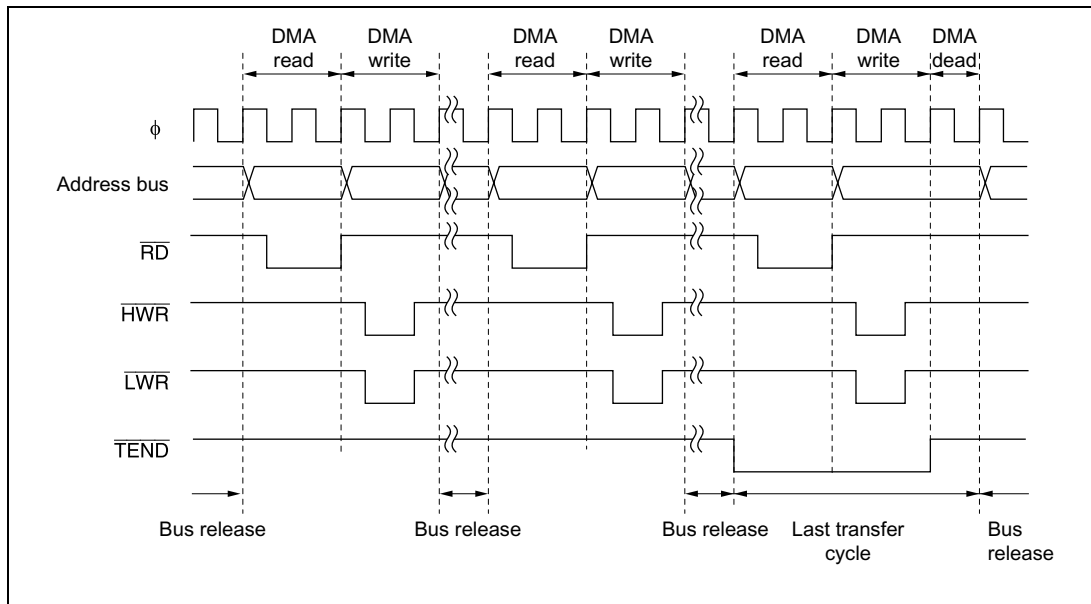 DMA read
DMA write
DMA read
DMA write
DMA read
DMA write
DMA dead
ϕ
Address bus
RD
HWR
LWR
TEND
Bus release
Bus release
Bus release
Last transfer cycle
Bus release